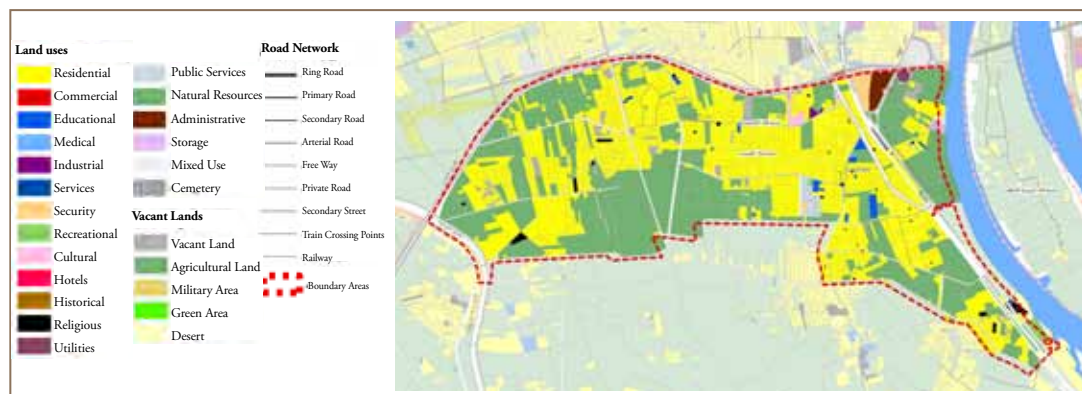 Land uses
Residential
Commercial
Educational
Medical
Industrial
Services
Security
Recreational
Cultural
Hotels
Historical
Religious
Utilities
Public Services
Natural Resources
Administrative
Storage
Mixed Use
Cemetery
Vacant Lands
Vacant Land
Agricultural Land
Military Area
Green Area
Desert
Road Network
Ring Road
Primary Road
Secondary Road
Arterial Road
Free Way
Private Road
Secondary Street
Train Crossing Points
Railway
Boundary Areas